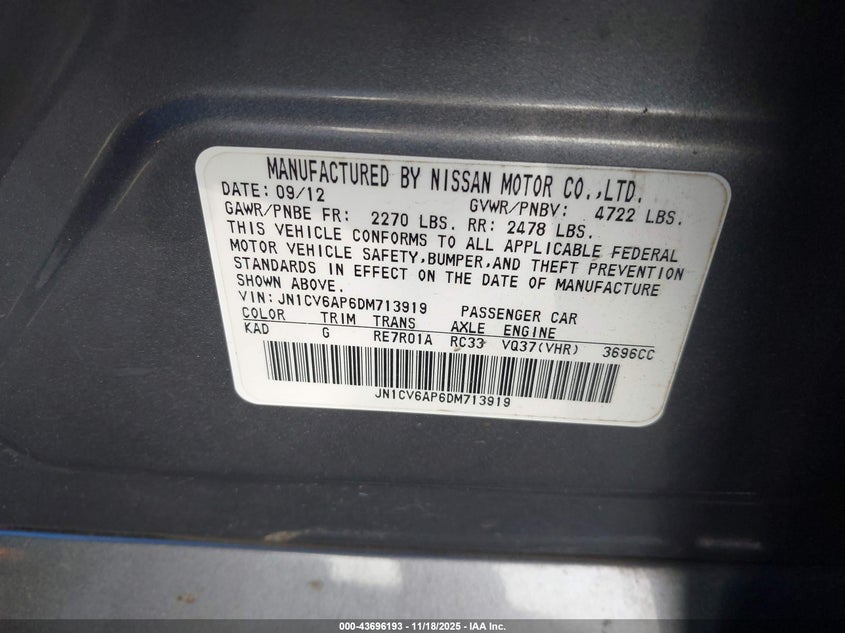 MANUFACTURED BY NISSAN MOTOR CO.,LTD.
DATE: 09/12 GVWR/PNBV: 4722 LBS.
GAWR/PNBE FR: 2270 LBS. RR: 2478 LBS.
THIS VEHICLE CONFORMS TO ALL APPLICABLE FEDERAL
MOTOR VEHICLE SAFETY,BUMPER,AND THEFT PREVENTION
STANDARDS IN EFFECT ON THE DATE OF MANUFACTURE
SHOWN ABOVE.
VIN: JN1CV6AP6DM713919 PASSENGER CAR
COLOR TRIM TRANS AXLE ENGINE
KAD G RE7R01A RC33 VQ37(VHR) 3696CC
JN1CV6AP6DM713919
000-43696193 - 11/18/2025 - IAA Inc.